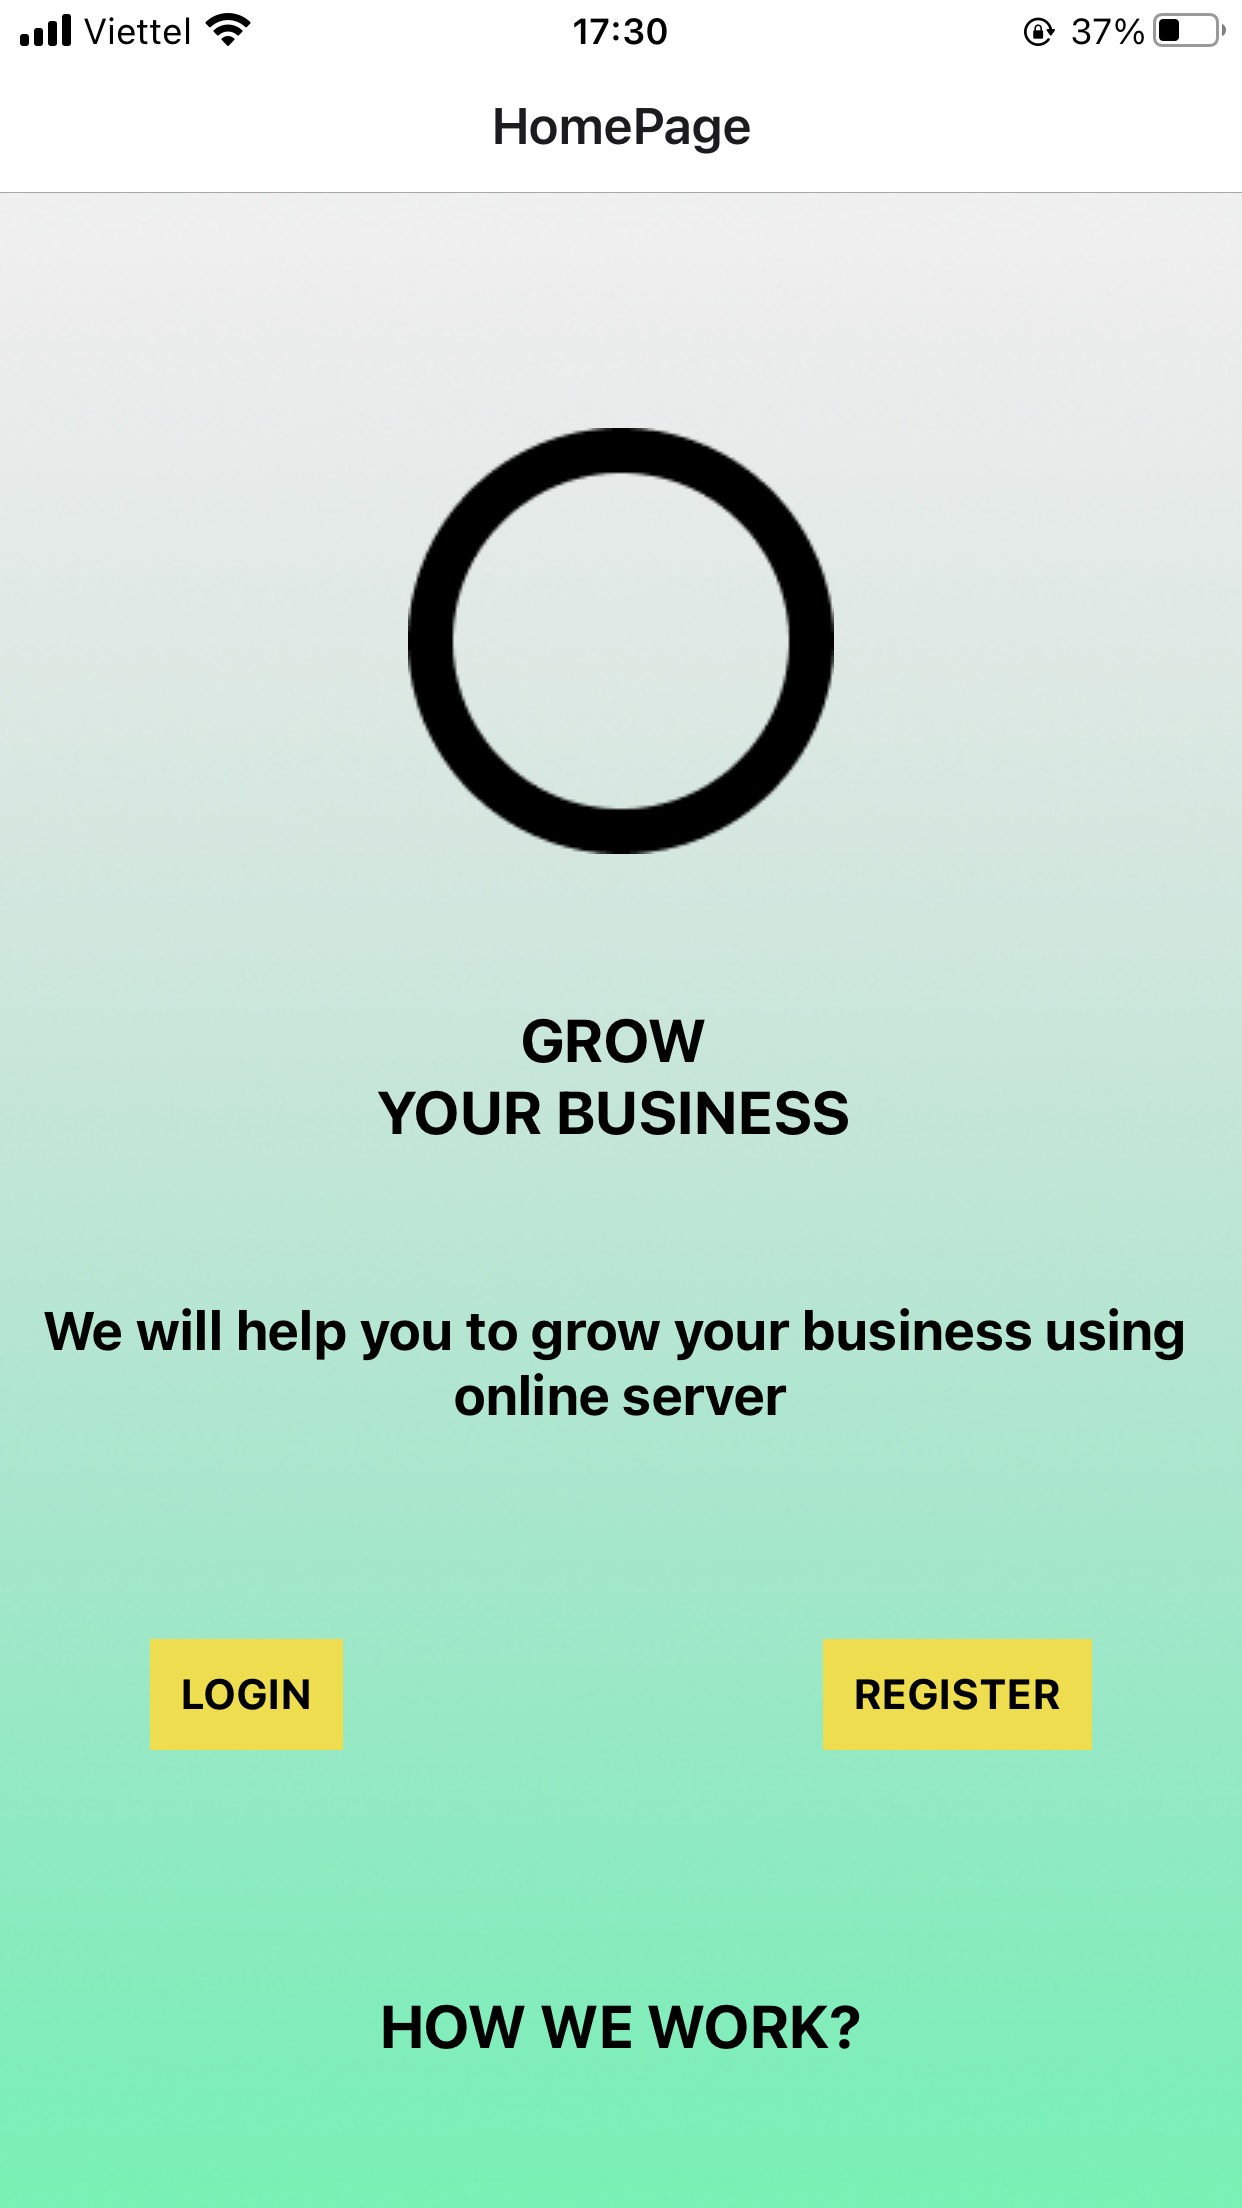 Viettel 17:30 37%
HomePage
GROW
YOUR BUSINESS
We will help you to grow your business using
online server
LOGIN REGISTER
HOW WE WORK?